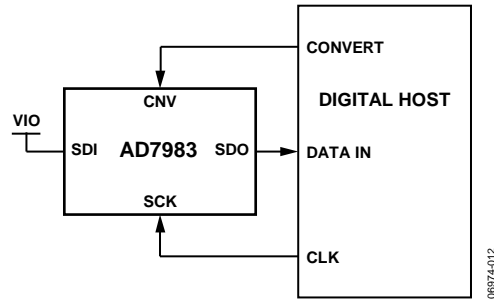 CONVERT
CNV
DIGITAL HOST
VIO
SDI
AD7983
SDO
DATA IN
SCK
CLK
06974-012